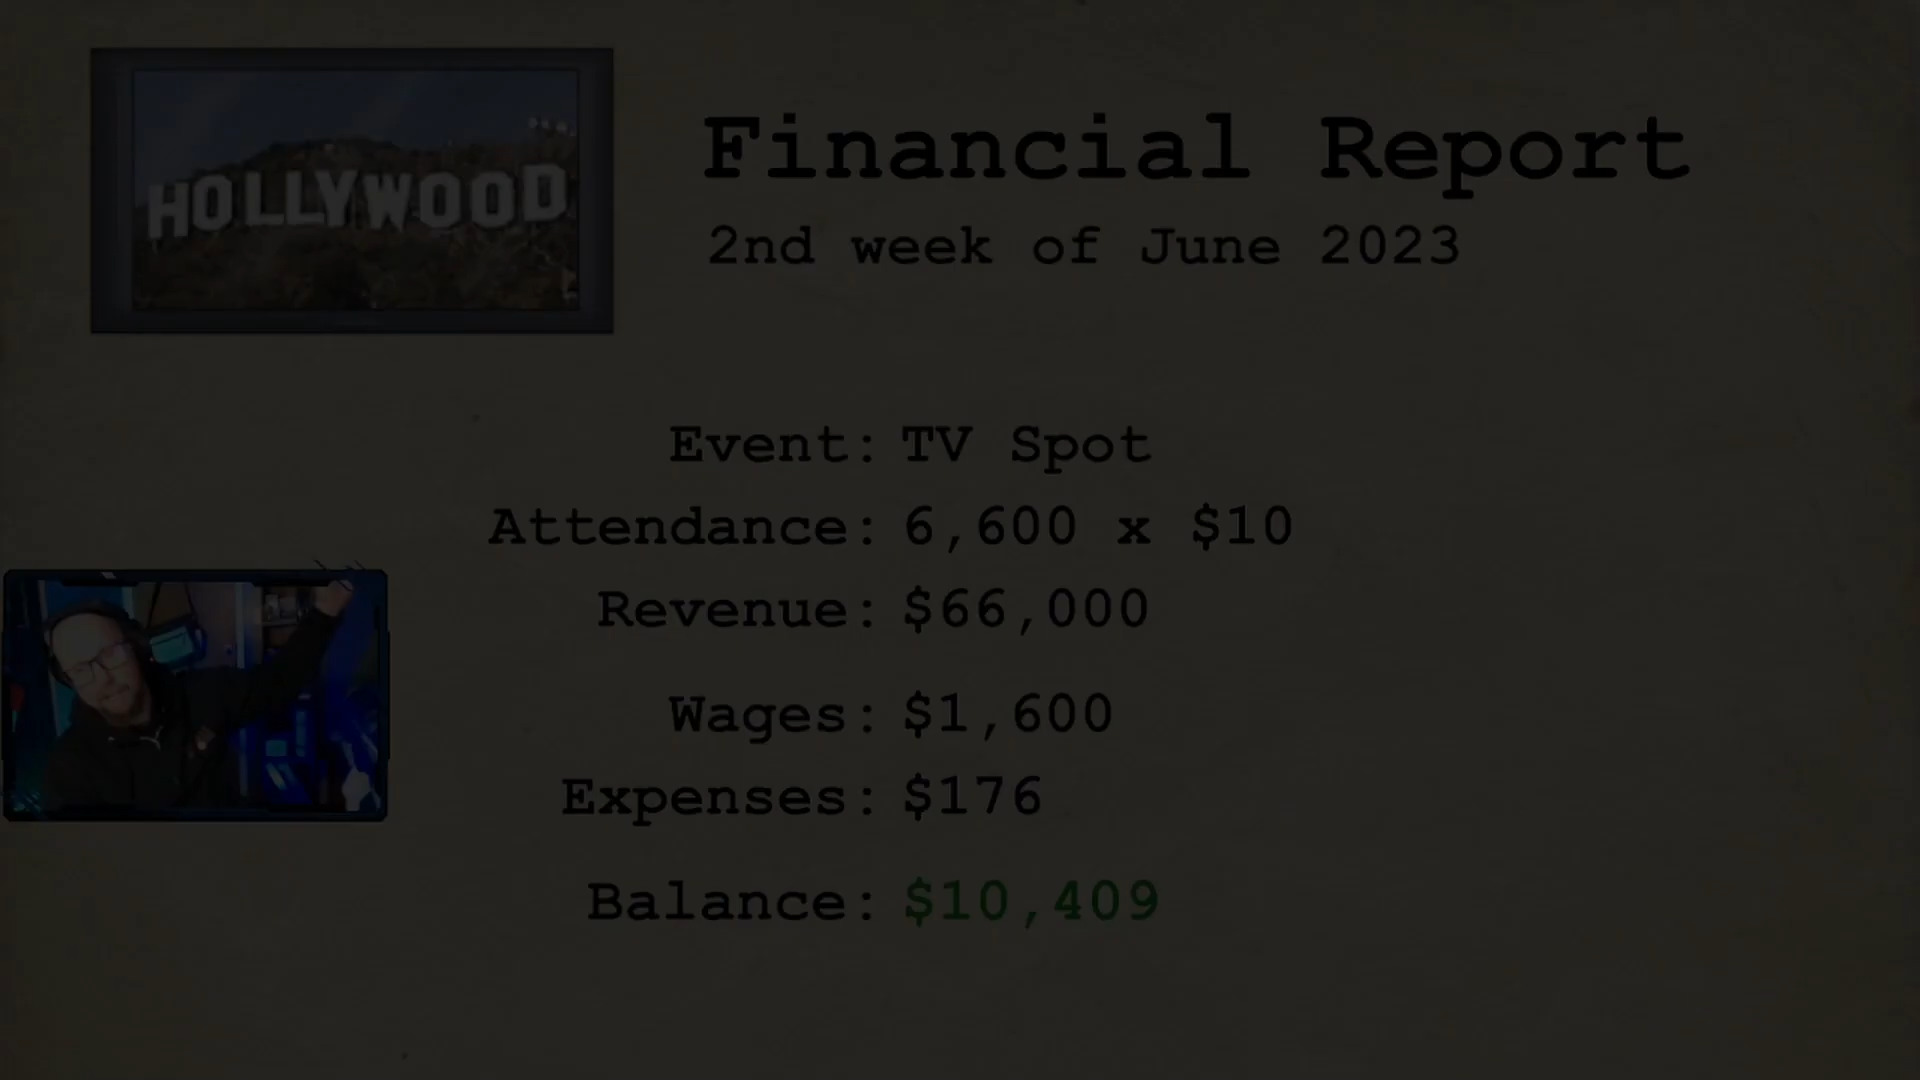 HOLLYWOOD
Financial Report
2nd week of June 2023
Event: TV Spot
Attendance: 6,600 x $10
Revenue: $66,000
Wages: $1,600
Expenses: $176
Balance: $10,409